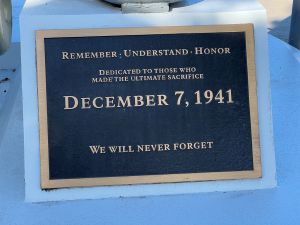 Remember · Understand · Honor
Dedicated to those who
made the ultimate sacrifice
December 7, 1941
We will never forget